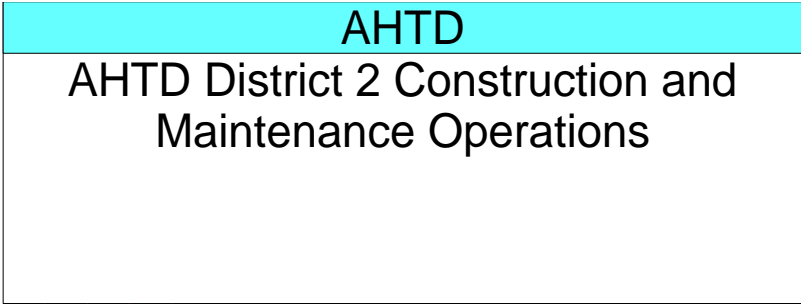 AHTD
AHTD District 2 Construction and
Maintenance Operations